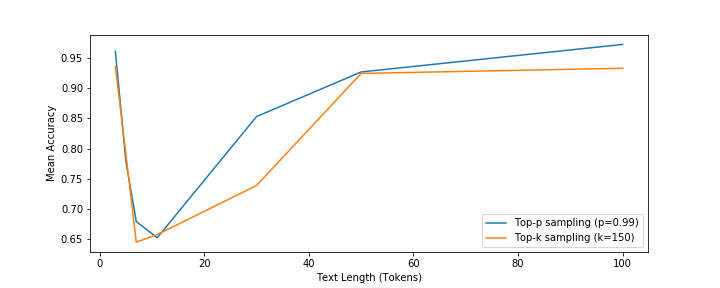 0.95
0.90
0.85
0.80
0.75
0.70
0.65
Mean Accuracy
0 20 40 60 80 100
Text Length (Tokens)
Top-p sampling (p=0.99)
Top-k sampling (k=150)